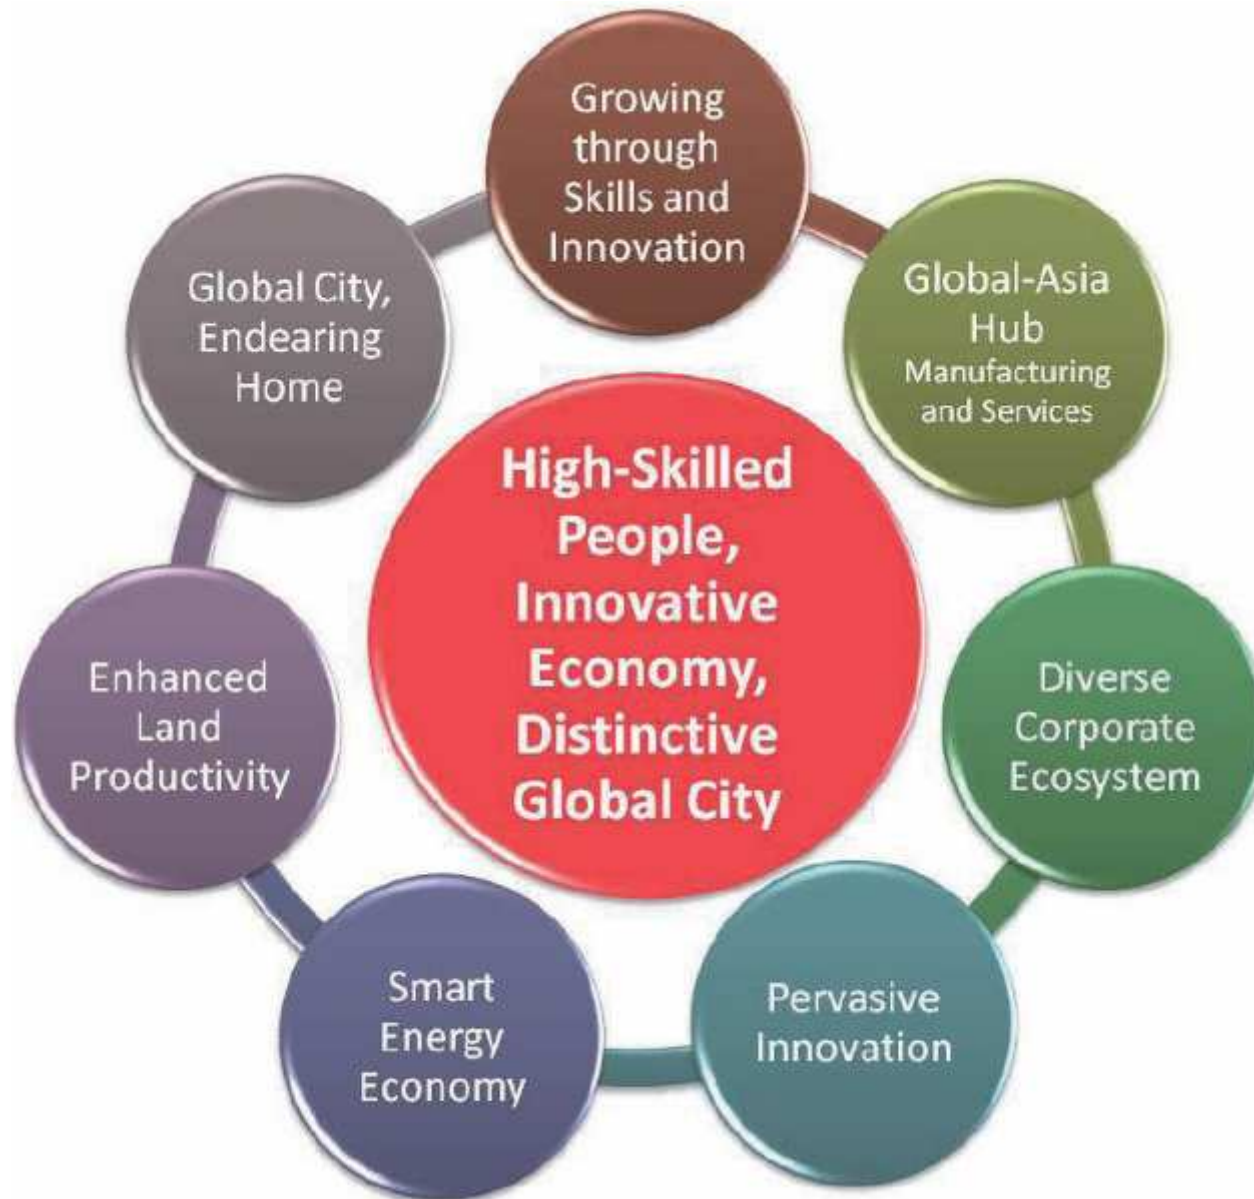 Growing
through
Skills and
Innovation
Global-Asia
Hub
Manufacturing
and Services
Diverse
Corporate
Ecosystem
Pervasive
Innovation
Smart
Energy
Economy
Enhanced
Land
Productivity
Global City,
Endearing
Home
High-Skilled
People,
Innovative
Economy,
Distinctive
Global City